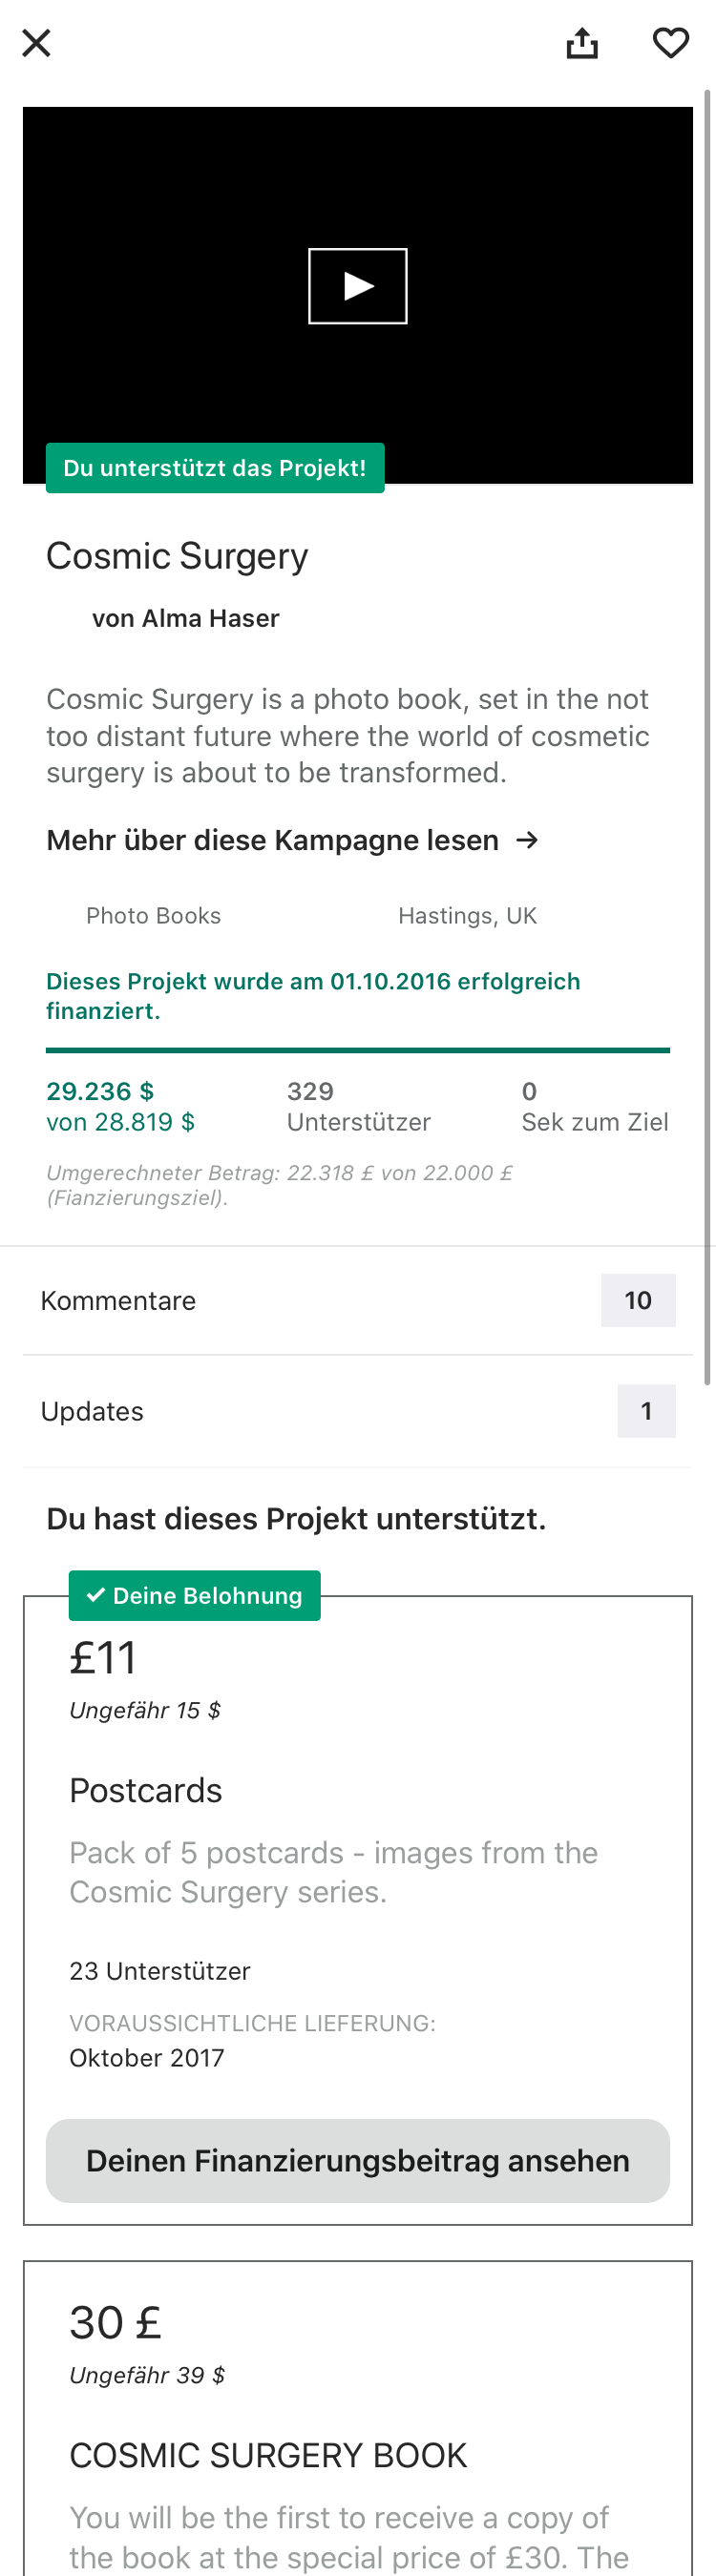 Du unterstützt das Projekt!
Cosmic Surgery
von Alma Haser
Cosmic Surgery is a photo book, set in the not
too distant future where the world of cosmetic
surgery is about to be transformed.
Mehr über diese Kampagne lesen →
Photo Books Hastings, UK
Dieses Projekt wurde am 01.10.2016 erfolgreich
finanziert.
29.236 $ 329 0
von 28.819 $ Unterstützer Sek zum Ziel
Umgerechneter Betrag: 22.318 £ von 22.000 £
(Fianzierungsziel).
Kommentare 10
Updates 1
Du hast dieses Projekt unterstützt.
✓ Deine Belohnung
£11
Ungefähr 15 $
Postcards
Pack of 5 postcards - images from the
Cosmic Surgery series.
23 Unterstützer
VORAUSSICHTLICHE LIEFERUNG:
Oktober 2017
Deinen Finanzierungsbeitrag ansehen
30 £
Ungefähr 39 $
COSMIC SURGERY BOOK
You will be the first to receive a copy of
the book at the special price of £30. The